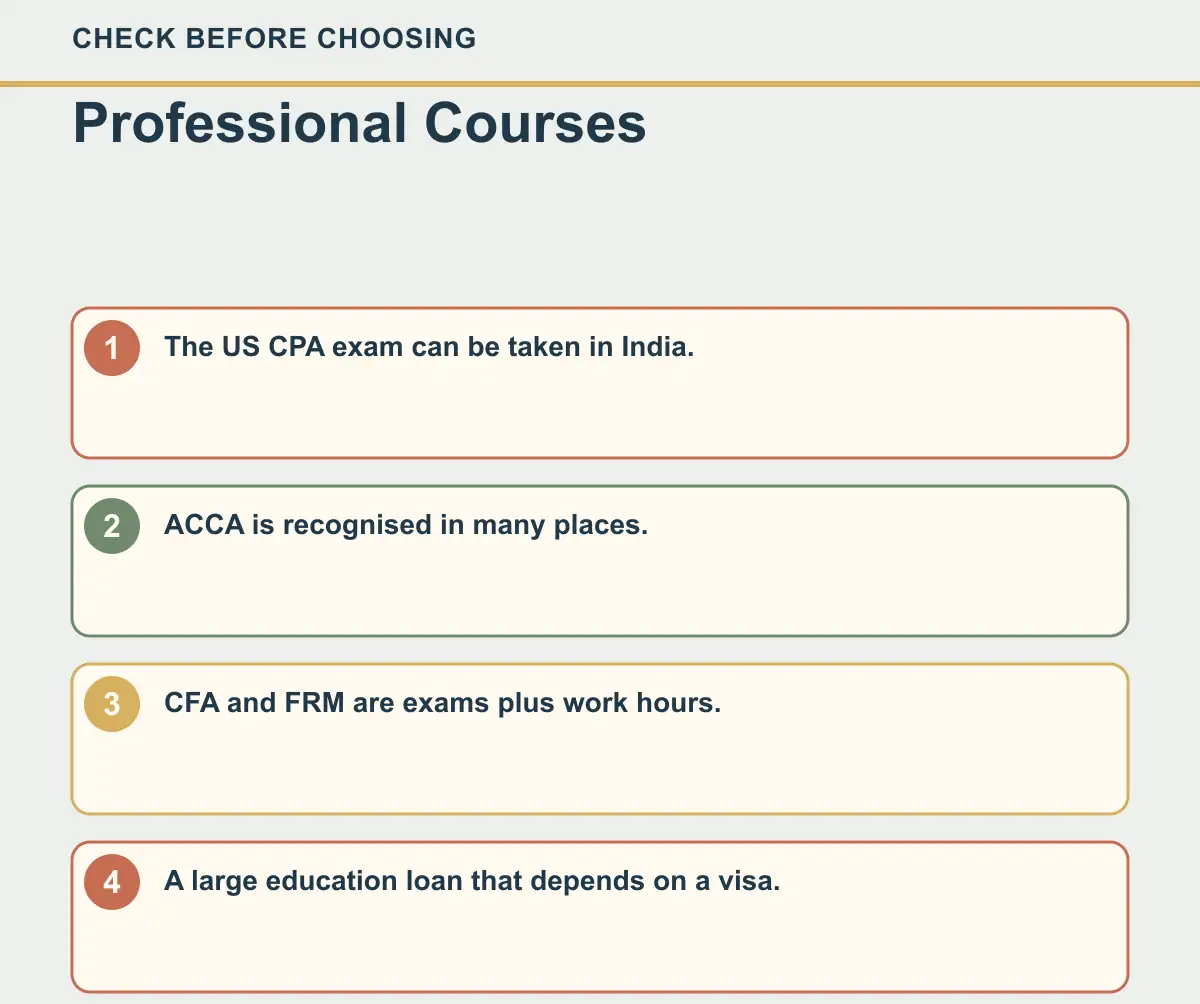 CHECK BEFORE CHOOSING
Professional Courses
1 The US CPA exam can be taken in India.
2 ACCA is recognised in many places.
3 CFA and FRM are exams plus work hours.
4 A large education loan that depends on a visa.